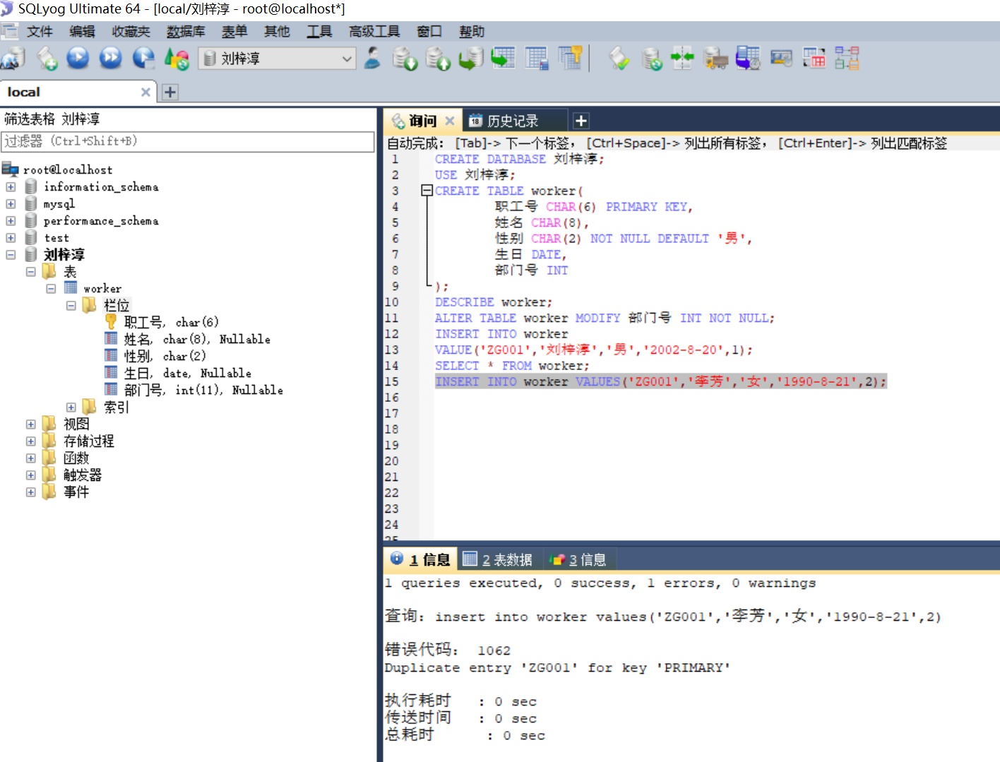 SQLyog Ultimate 64 - [local/刘梓淳 - root@localhost*]
文件 编辑 收藏夹 数据库 表单 其他 工具 高级工具 窗口 帮助
刘梓淳
local
筛选表格 刘梓淳
过滤器 (Ctrl+Shift+B)
root@localhost
information_schema
mysql
performance_schema
test
刘梓淳
表
worker
栏位
职工号, char(6)
姓名, char(8), Nullable
性别, char(2)
生日, date, Nullable
部门号, int(11), Nullable
索引
视图
存储过程
函数
触发器
事件
询问 18 历史记录
自动完成: [Tab]-> 下一个标签, [Ctrl+Space]-> 列出所有标签, [Ctrl+Enter]-> 列出匹配标签
1 CREATE DATABASE 刘梓淳;
2 USE 刘梓淳;
3 CREATE TABLE worker(
4 职工号 CHAR(6) PRIMARY KEY,
5 姓名 CHAR(8),
6 性别 CHAR(2) NOT NULL DEFAULT '男',
7 生日 DATE,
8 部门号 INT
9 );
10 DESCRIBE worker;
11 ALTER TABLE worker MODIFY 部门号 INT NOT NULL;
12 INSERT INTO worker
13 VALUE('ZG001','刘梓淳','男','2002-8-20',1);
14 SELECT * FROM worker;
15 INSERT INTO worker VALUES('ZG001','李芳','女','1990-8-21',2);
16
17
18
19
20
21
22
23
24
25
1 信息 2 表数据 3 信息
1 queries executed, 0 success, 1 errors, 0 warnings
查询: insert into worker values('ZG001','李芳','女','1990-8-21',2)
错误代码: 1062
Duplicate entry 'ZG001' for key 'PRIMARY'
执行耗时 : 0 sec
传送时间 : 0 sec
总耗时 : 0 sec